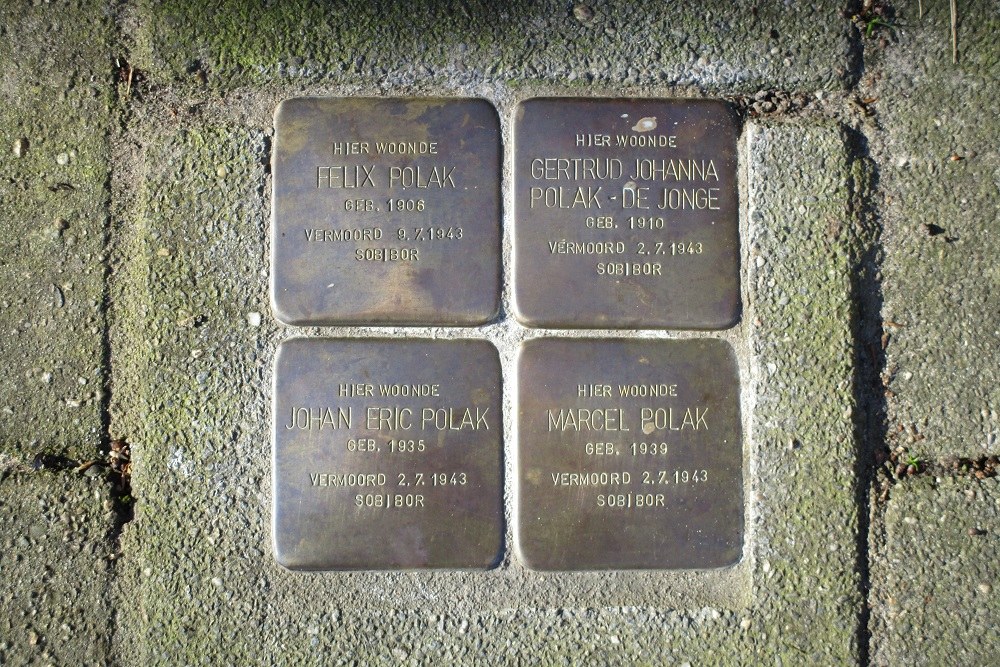 HIER WOONDE
FELIX POLAK
GEB. 1906
VERMOORD 9.7.1943
SOBIBOR
HIER WOONDE
GERTRUD JOHANNA
POLAK - DE JONGE
GEB. 1910
VERMOORD 2.7.1943
SOBIBOR
HIER WOONDE
JOHAN ERIC POLAK
GEB. 1935
VERMOORD 2.7.1943
SOBIBOR
HIER WOONDE
MARCEL POLAK
GEB. 1939
VERMOORD 2.7.1943
SOBIBOR